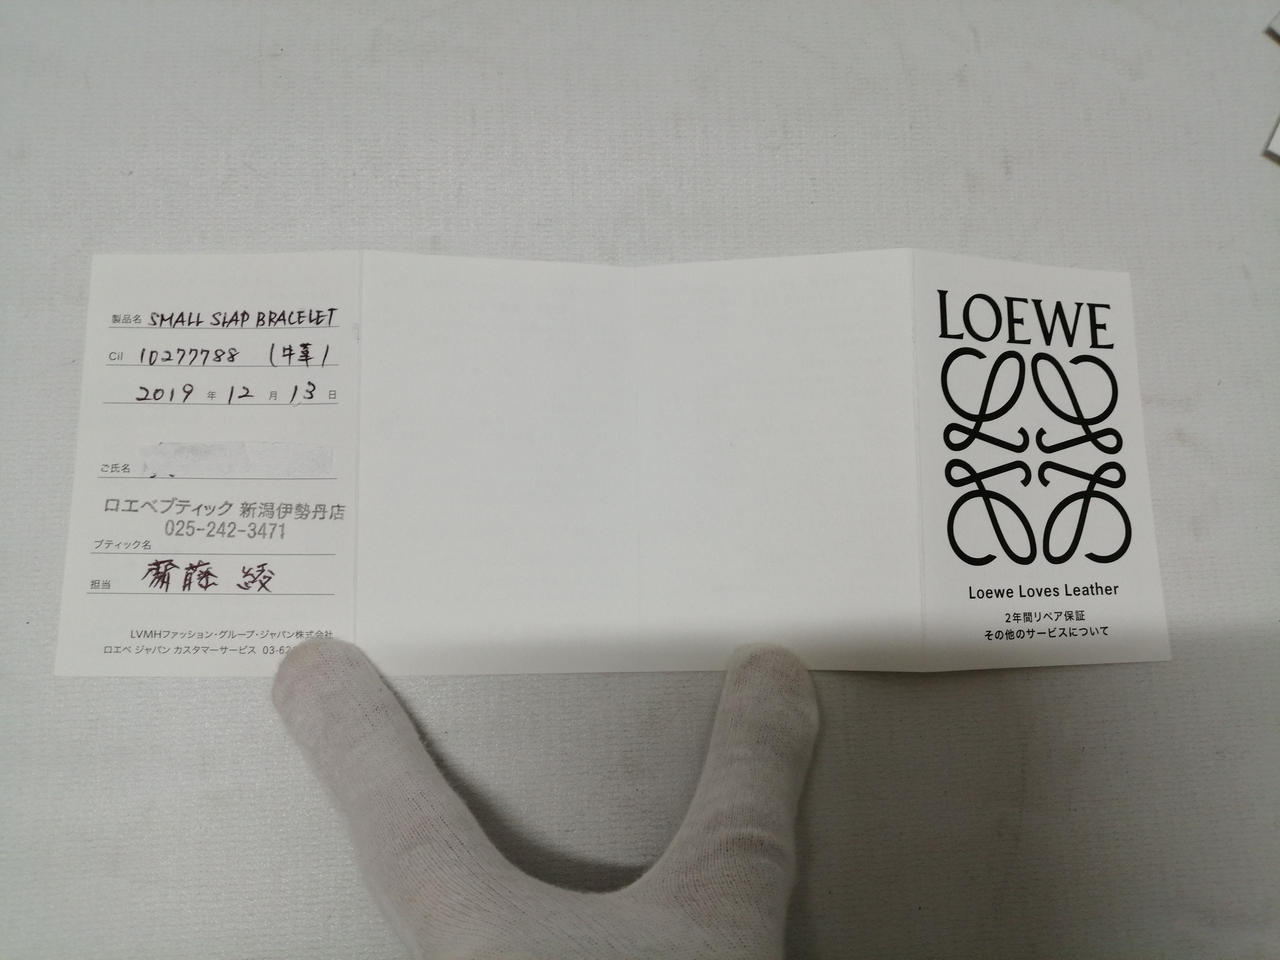 製品名 SMALL SLAP BRACELET
Cil 10277788 (牛革)
2019 年 12 月 13 日
ご氏名
ロエベブティック 新潟伊勢丹店
025-242-3471
ブティック名
担当 齋藤 綾
LVMHファッション・グループ・ジャパン株式会社
ロエベ ジャパン カスタマーサービス 03-62
LOEWE
Loewe Loves Leather
2年間リペア保証
その他のサービスについて